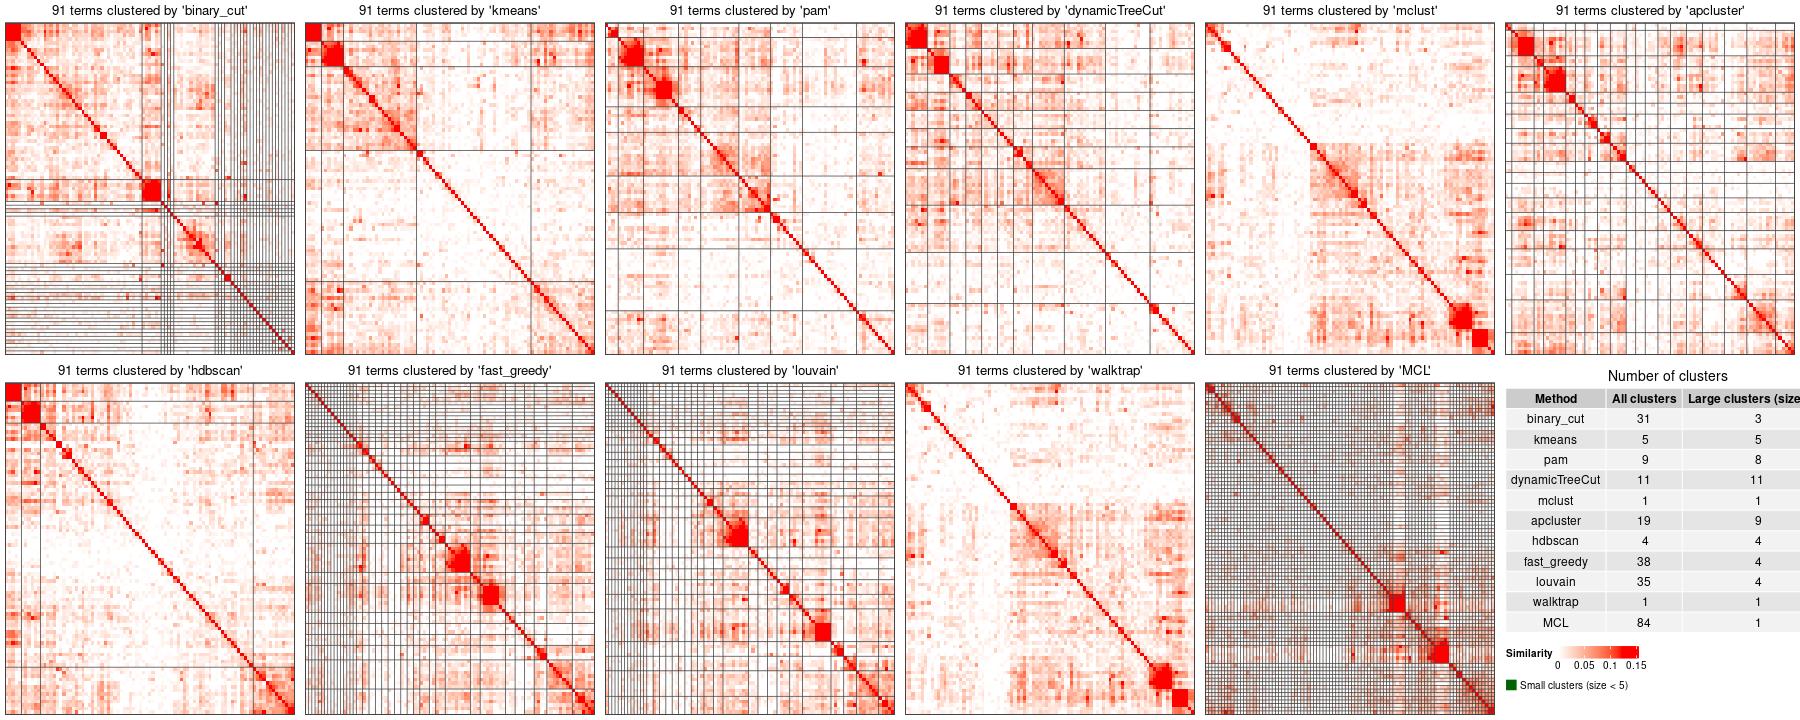 91 terms clustered by 'binary_cut'
91 terms clustered by 'kmeans'
91 terms clustered by 'pam'
91 terms clustered by 'dynamicTreeCut'
91 terms clustered by 'mclust'
91 terms clustered by 'apcluster'
91 terms clustered by 'hdbscan'
91 terms clustered by 'fast_greedy'
91 terms clustered by 'louvain'
91 terms clustered by 'walktrap'
91 terms clustered by 'MCL'
Number of clusters
Method All clusters Large clusters (size
binary_cut 31 3
kmeans 5 5
pam 9 8
dynamicTreeCut 11 11
mclust 1 1
apcluster 19 9
hdbscan 4 4
fast_greedy 38 4
louvain 35 4
walktrap 1 1
MCL 84 1
Similarity
0 0.05 0.1 0.15
Small clusters (size < 5)